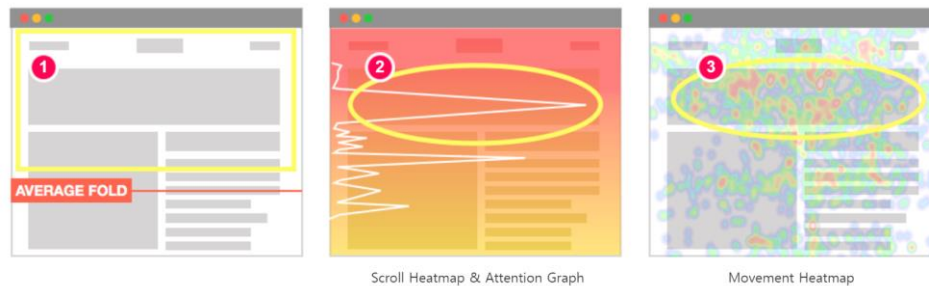 1
2
3
AVERAGE FOLD
Scroll Heatmap & Attention Graph
Movement Heatmap